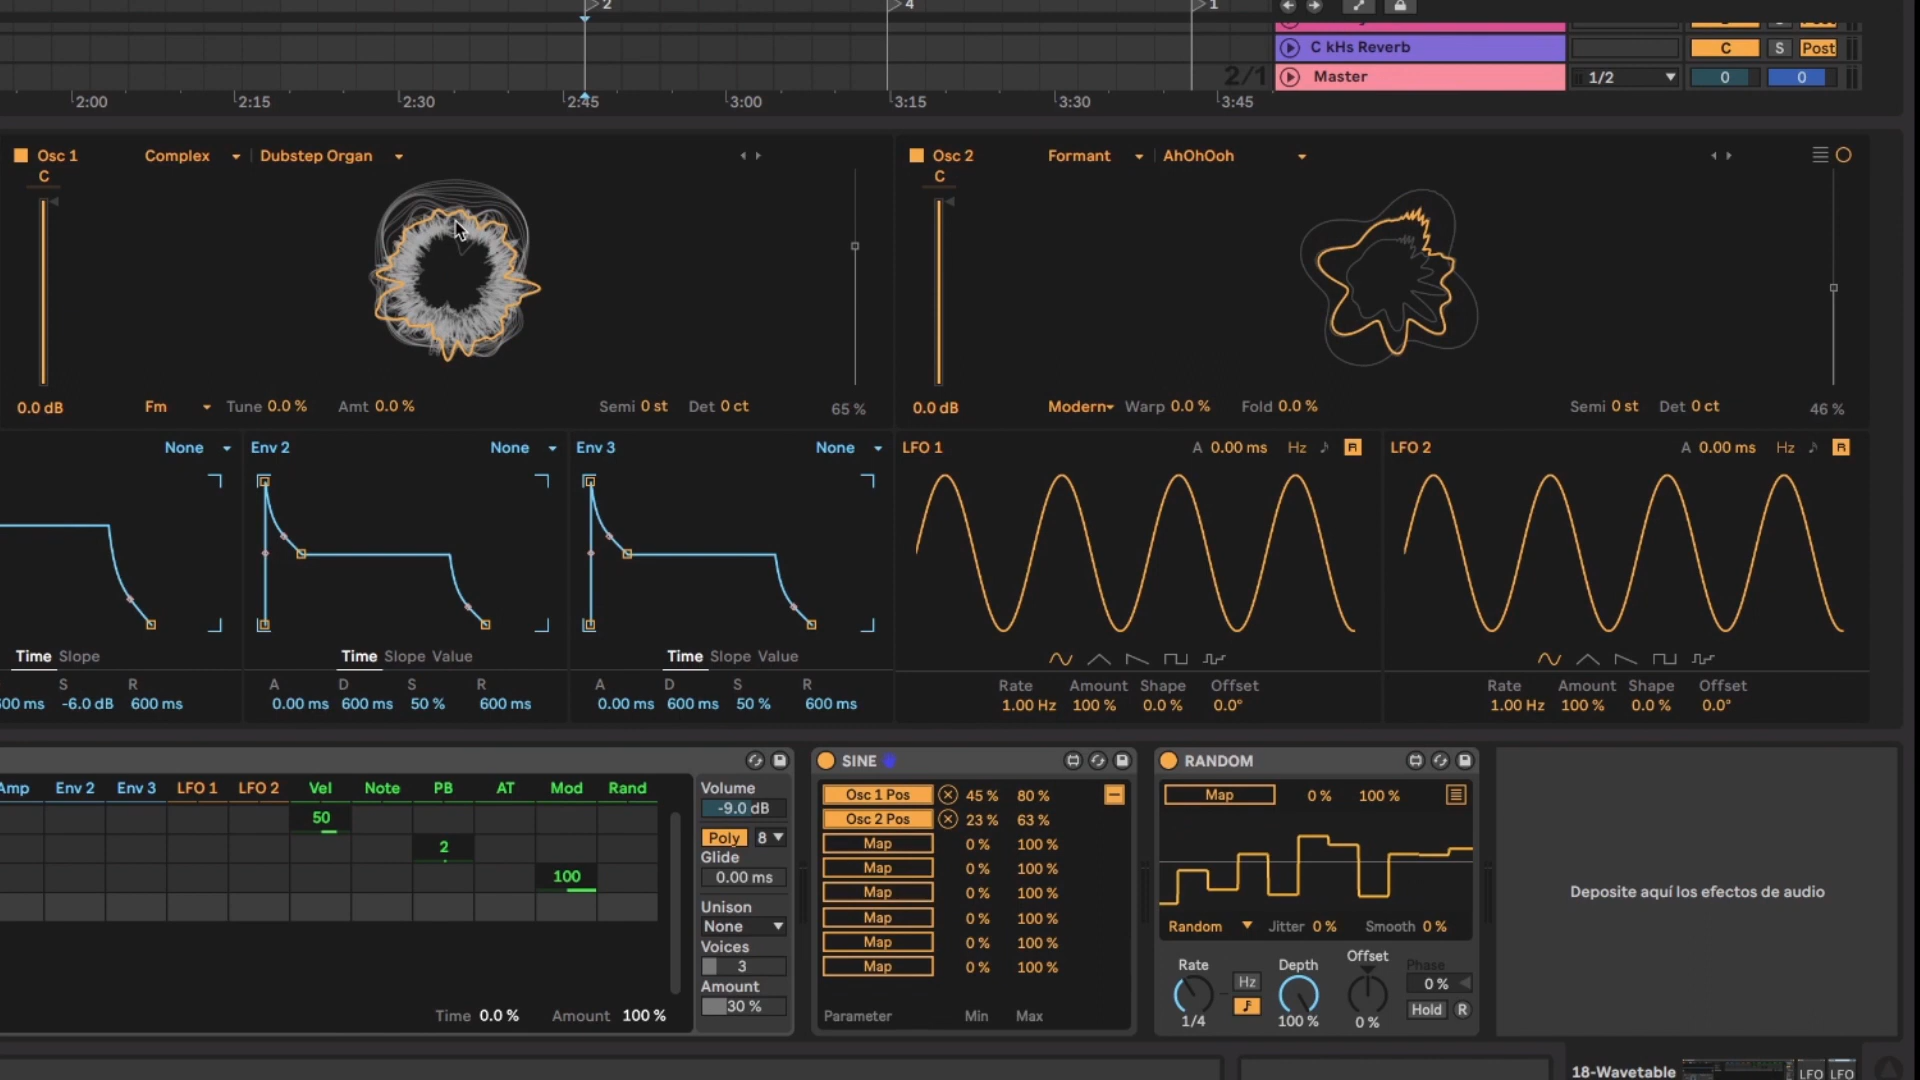 2
4
1
C kHs Reverb
C
S
Post
2/1
Master
1/2
0
0
2:00
2:15
2:30
2:45
3:00
3:15
3:30
3:45
Osc 1
Complex
Dubstep Organ
Osc 2
Formant
AhOhOoh
C
C
0.0 dB
Fm
Tune 0.0 %
Amt 0.0 %
Semi 0 st
Det 0 ct
65 %
0.0 dB
Modern
Warp 0.0 %
Fold 0.0 %
Semi 0 st
Det 0 ct
46 %
None
Env 2
None
Env 3
None
LFO 1
A 0.00 ms
Hz
R
LFO 2
A 0.00 ms
Hz
R
Time Slope
Time Slope Value
Time Slope Value
S R
A D S R
A D S R
Rate Amount Shape Offset
Rate Amount Shape Offset
00 ms -6.0 dB 600 ms
0.00 ms 600 ms 50 % 600 ms
0.00 ms 600 ms 50 % 600 ms
1.00 Hz 100 % 0.0 % 0.0°
1.00 Hz 100 % 0.0 % 0.0°
Amp Env 2 Env 3 LFO 1 LFO 2 Vel Note PB AT Mod Rand
50
2
100
Time 0.0 % Amount 100 %
Volume
-9.0 dB
Poly 8
Glide
0.00 ms
Unison
None
Voices
3
Amount
30 %
SINE
Osc 1 Pos 45 % 80 %
Osc 2 Pos 23 % 63 %
Map 0 % 100 %
Map 0 % 100 %
Map 0 % 100 %
Map 0 % 100 %
Map 0 % 100 %
Map 0 % 100 %
Parameter Min Max
RANDOM
Map 0 % 100 %
Random Jitter 0 % Smooth 0 %
Rate
Hz
1/4
Depth
100 %
Offset
0 %
Phase
0 %
Hold R
Deposite aquí los efectos de audio
18-Wavetable
LFO LFO